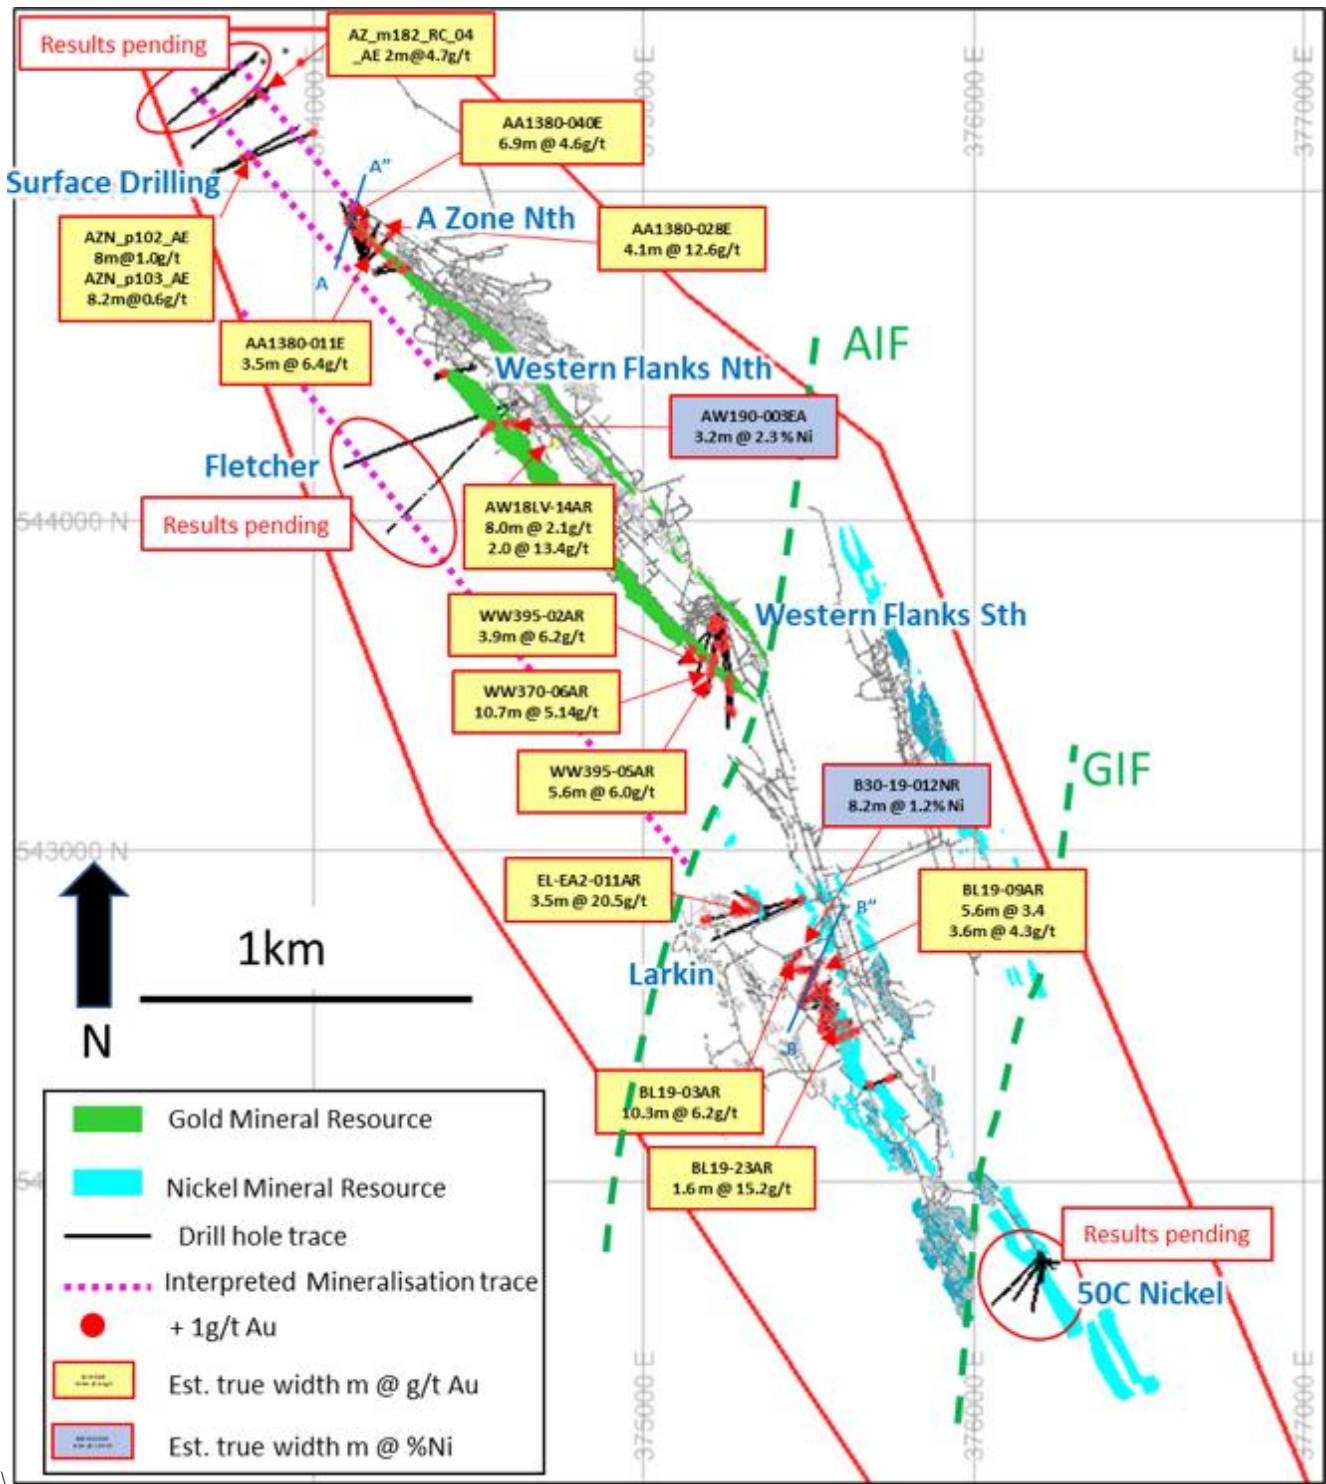 Results pending
AZ_m182_RC_04
_AE 2m@4.7g/t
375000 E
376000 E
377000 E
AA1380-040E
6.9m @ 4.6g/t
A”
Surface Drilling
A Zone Nth
AZN_p102_AE
8m@1.0g/t
AZN_p103_AE
8.2m@0.6g/t
AA1380-028E
4.1m @ 12.6g/t
A
AA1380-011E
3.5m @ 6.4g/t
AIF
Western Flanks Nth
AW190-003EA
3.2m @ 2.3 % Ni
Fletcher
Results pending
544000 N
AW18LV-14AR
8.0m @ 2.1g/t
2.0 @ 13.4g/t
WW395-02AR
3.9m @ 6.2g/t
Western Flanks Sth
WW370-06AR
10.7m @ 5.14g/t
WW395-05AR
5.6m @ 6.0g/t
GIF
B30-19-012NR
8.2m @ 1.2% Ni
543000 N
EL-EA2-011AR
3.5m @ 20.5g/t
BL19-09AR
5.6m @ 3.4
3.6m @ 4.3g/t
B”
1km
Larkin
N
B
BL19-03AR
10.3m @ 6.2g/t
BL19-23AR
1.6 m @ 15.2g/t
Results pending
50C Nickel
Gold Mineral Resource
Nickel Mineral Resource
Drill hole trace
Interpreted Mineralisation trace
+ 1g/t Au
Est. true width m @ g/t Au
Est. true width m @ %Ni
375000 E
376000 E
377000 E